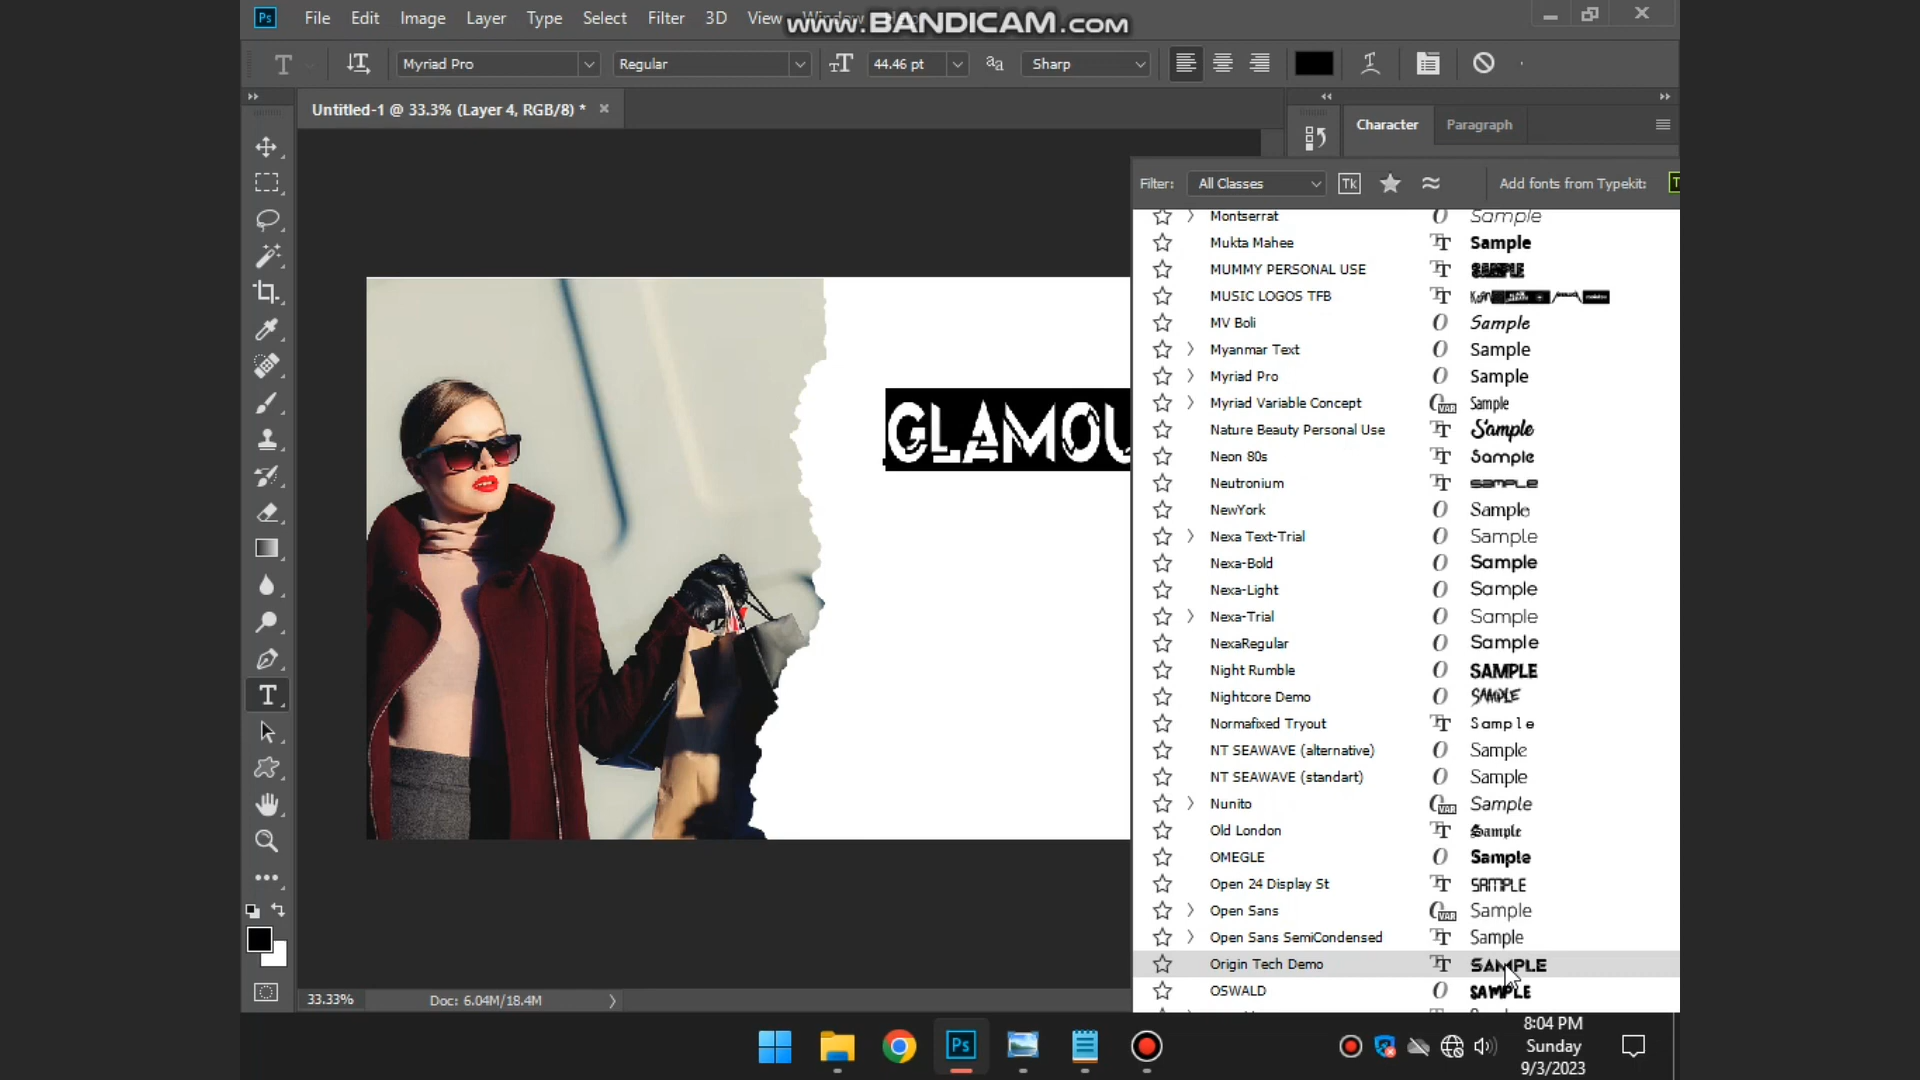 File Edit Image Layer Type Select Filter 3D View
www.BANDICAM.com
Myriad Pro
Regular
44.46 pt
Sharp
Untitled-1 @ 33.3% (Layer 4, RGB/8) *
Character
Paragraph
Filter:
All Classes
Add fonts from Typekit:
Montserrat Sample
Mukta Mahee Sample
MUMMY PERSONAL USE SAMPLE
MUSIC LOGOS TFB
MV Boli Sample
Myanmar Text Sample
Myriad Pro Sample
Myriad Variable Concept Sample
Nature Beauty Personal Use Sample
Neon 80s Sample
Neutronium SAMPLE
NewYork Sample
Nexa Text-Trial Sample
Nexa-Bold Sample
Nexa-Light Sample
Nexa-Trial Sample
NexaRegular Sample
Night Rumble SAMPLE
Nightcore Demo SAMPLE
Normafixed Tryout Sample
NT SEAWAVE (alternative) Sample
NT SEAWAVE (standart) Sample
Nunito Sample
Old London Sample
OMEGLE Sample
Open 24 Display St SAMPLE
Open Sans Sample
Open Sans SemiCondensed Sample
Origin Tech Demo SAMPLE
OSWALD SAMPLE
GLAMOU
33.33%
Doc: 6.04M/18.4M
8:04 PM
Sunday
9/3/2023